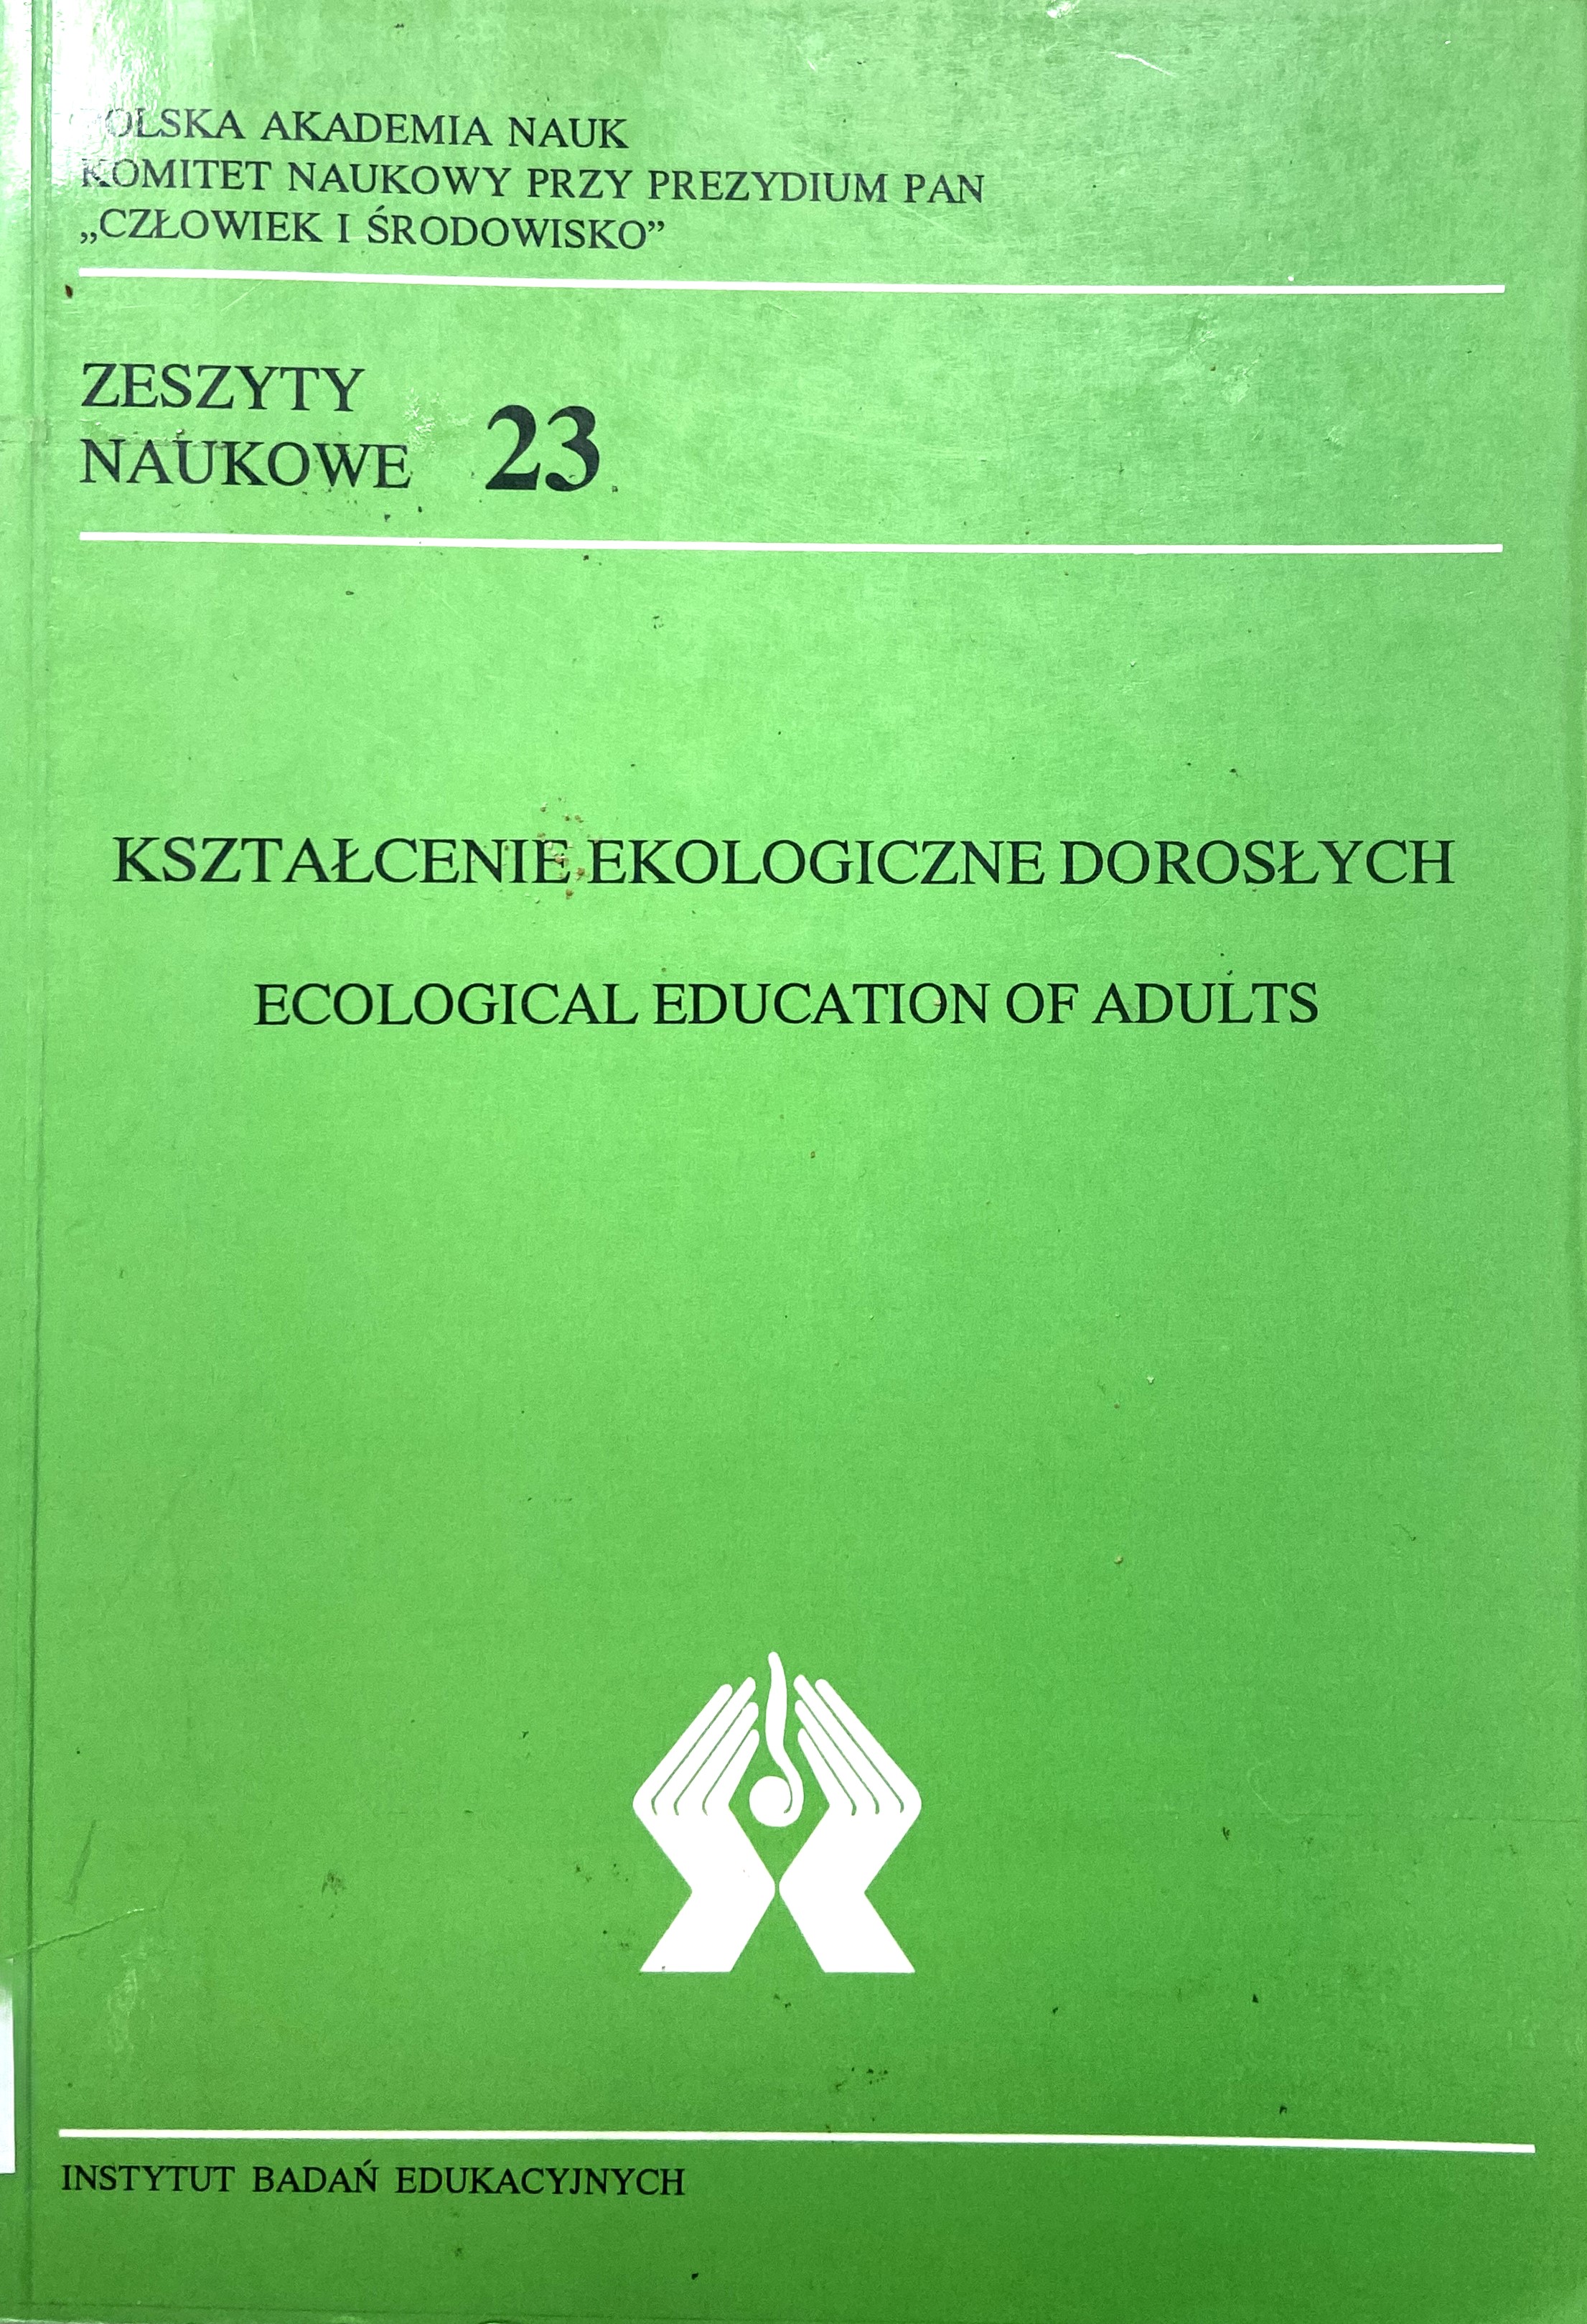 POLSKA AKADEMIA NAUK
KOMITET NAUKOWY PRZY PREZYDIUM PAN
„CZŁOWIEK I ŚRODOWISKO”
ZESZYTY
NAUKOWE 23
KSZTAŁCENIE EKOLOGICZNE DOROSŁYCH
ECOLOGICAL EDUCATION OF ADULTS
INSTYTUT BADAŃ EDUKACYJNYCH